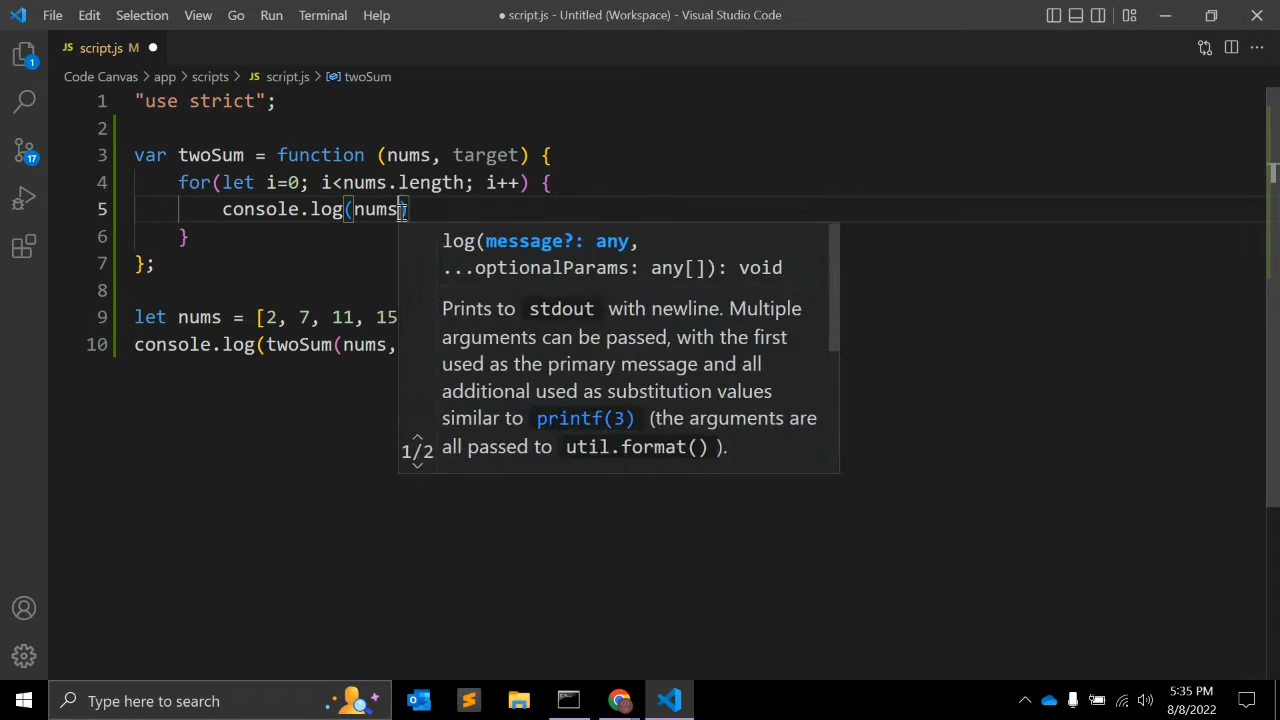 File Edit Selection View Go Run Terminal Help ● script.js - Untitled (Workspace) - Visual Studio Code
JS script.js M ●
Code Canvas > app > scripts > JS script.js > twoSum
1 "use strict";
2
3 var twoSum = function (nums, target) {
4 for(let i=0; i<nums.length; i++) {
5 console.log(nums)
6 }
7 };
8
9 let nums = [2, 7, 11, 15
10 console.log(twoSum(nums,
log(message?: any,
...optionalParams: any[]): void
Prints to stdout with newline. Multiple
arguments can be passed, with the first
used as the primary message and all
additional used as substitution values
similar to printf(3) (the arguments are
all passed to util.format() ).
1/2
1
17
Type here to search
5:35 PM
8/8/2022